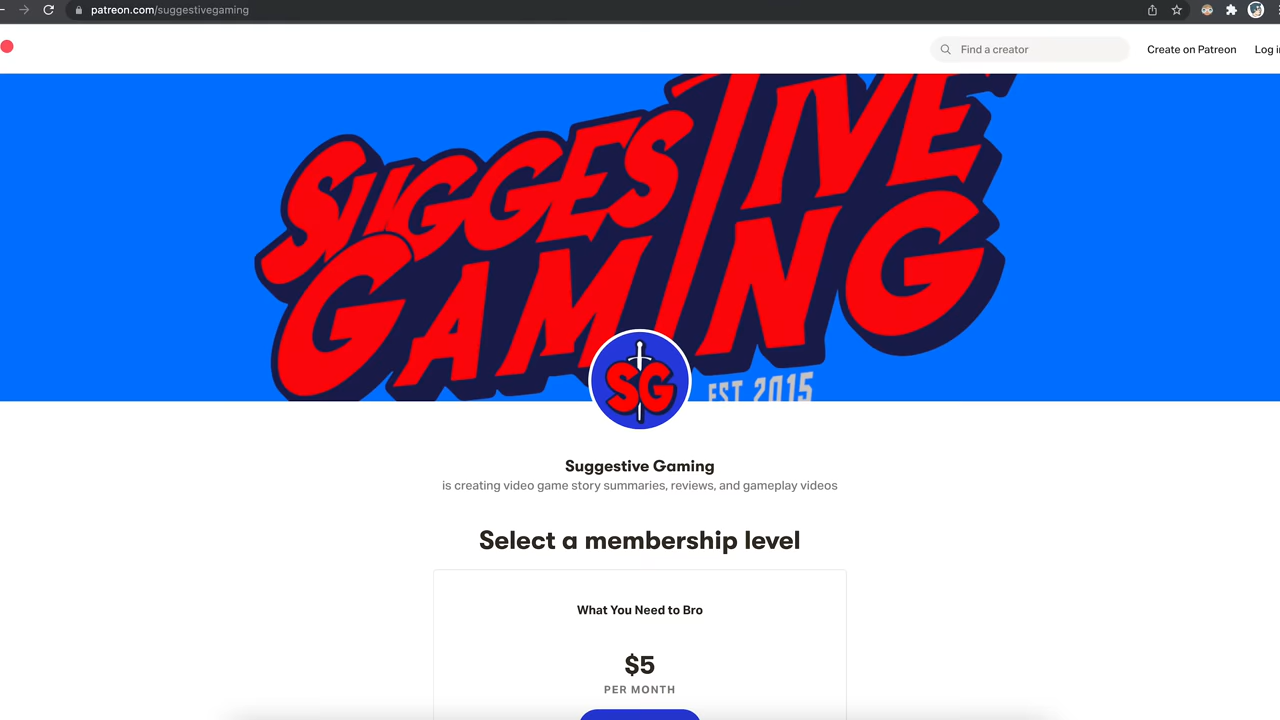 patreon.com/suggestivegaming
Find a creator
Create on Patreon
Log i
SUGGESTIVE
GAMING
EST 2015
SG
Suggestive Gaming
is creating video game story summaries, reviews, and gameplay videos
Select a membership level
What You Need to Bro
$5
PER MONTH